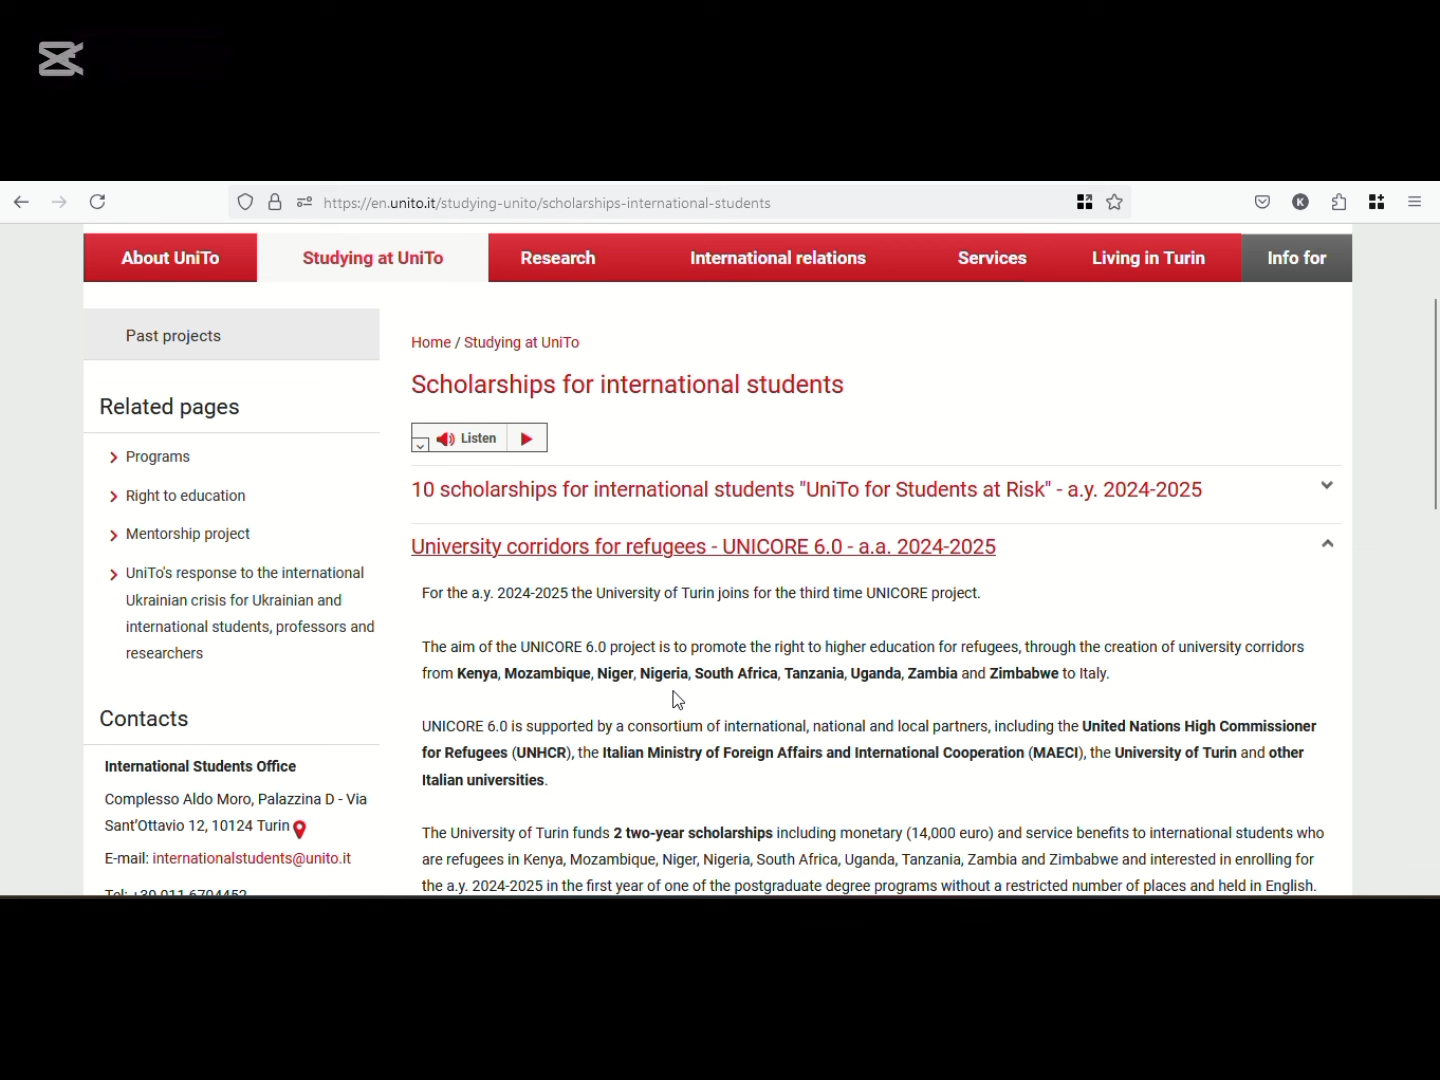 https://en.unito.it/studying-unito/scholarships-international-students
K
About UniTo
Studying at UniTo
Research
International relations
Services
Living in Turin
Info for
Past projects
Related pages
Programs
Right to education
Mentorship project
UniTo's response to the international
Ukrainian crisis for Ukrainian and
international students, professors and
researchers
Contacts
International Students Office
Complesso Aldo Moro, Palazzina D - Via
Sant'Ottavio 12, 10124 Turin
E-mail: internationalstudents@unito.it
Tel: +39 011 6704452
Home / Studying at UniTo
Scholarships for international students
Listen
10 scholarships for international students "UniTo for Students at Risk" - a.y. 2024-2025
University corridors for refugees - UNICORE 6.0 - a.a. 2024-2025
For the a.y. 2024-2025 the University of Turin joins for the third time UNICORE project.
The aim of the UNICORE 6.0 project is to promote the right to higher education for refugees, through the creation of university corridors
from Kenya, Mozambique, Niger, Nigeria, South Africa, Tanzania, Uganda, Zambia and Zimbabwe to Italy.
UNICORE 6.0 is supported by a consortium of international, national and local partners, including the United Nations High Commissioner
for Refugees (UNHCR), the Italian Ministry of Foreign Affairs and International Cooperation (MAECI), the University of Turin and other
Italian universities.
The University of Turin funds 2 two-year scholarships including monetary (14,000 euro) and service benefits to international students who
are refugees in Kenya, Mozambique, Niger, Nigeria, South Africa, Uganda, Tanzania, Zambia and Zimbabwe and interested in enrolling for
the a.y. 2024-2025 in the first year of one of the postgraduate degree programs without a restricted number of places and held in English.